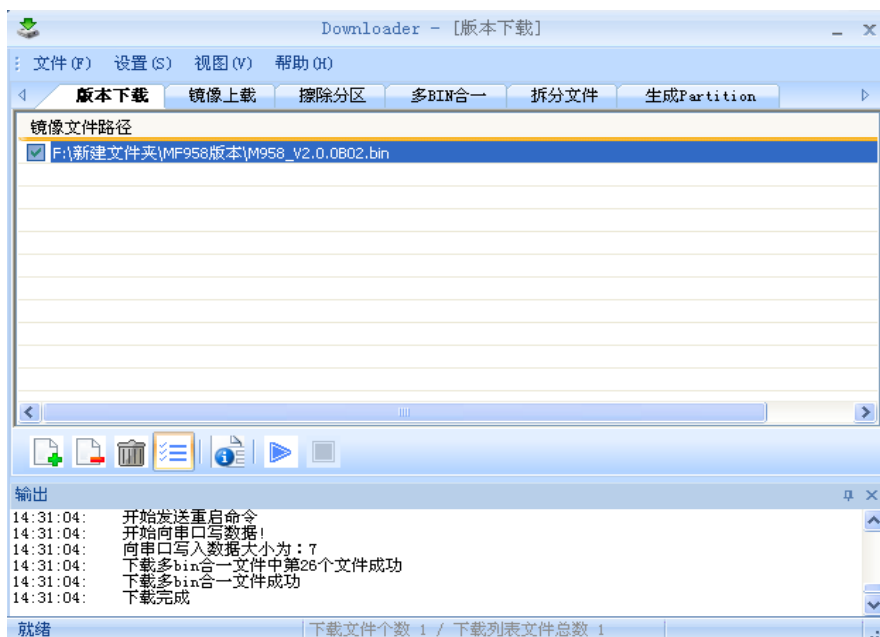 Downloader - [版本下载]
文件(F) 设置(S) 视图(V) 帮助(H)
版本下载 镜像上载 擦除分区 多BIN合一 拆分文件 生成Partition
镜像文件路径
F:\新建文件夹\MF958版本\M958_V2.0.0B02.bin
输出
14:31:04: 开始发送重启命令
14:31:04: 开始向串口写数据!
14:31:04: 向串口写入数据大小为:7
14:31:04: 下载多bin合一文件中第26个文件成功
14:31:04: 下载多bin合一文件成功
14:31:04: 下载完成
就绪 下载文件个数 1 / 下载列表文件总数 1